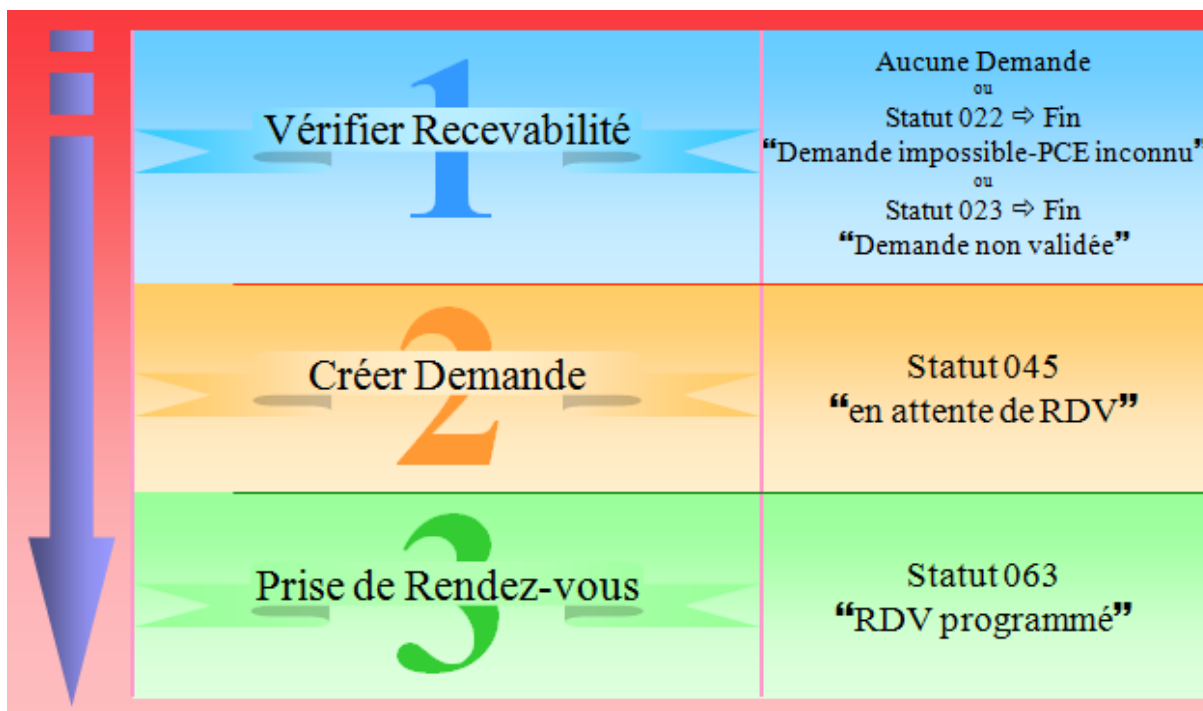 1
Vérifier Recevabilité
Aucune Demande
ou
Statut 022 ⇨ Fin
“Demande impossible-PCE inconnu”
ou
Statut 023 ⇨ Fin
“Demande non validée”
2
Créer Demande
Statut 045
“en attente de RDV”
3
Prise de Rendez-vous
Statut 063
“RDV programmé”